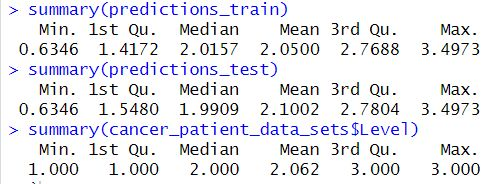 > summary(predictions_train)
Min. 1st Qu. Median Mean 3rd Qu. Max.
0.6346 1.4172 2.0157 2.0500 2.7688 3.4973
> summary(predictions_test)
Min. 1st Qu. Median Mean 3rd Qu. Max.
0.6346 1.5480 1.9909 2.1002 2.7804 3.4973
> summary(cancer_patient_data_sets$Level)
Min. 1st Qu. Median Mean 3rd Qu. Max.
1.000 1.000 2.000 2.062 3.000 3.000